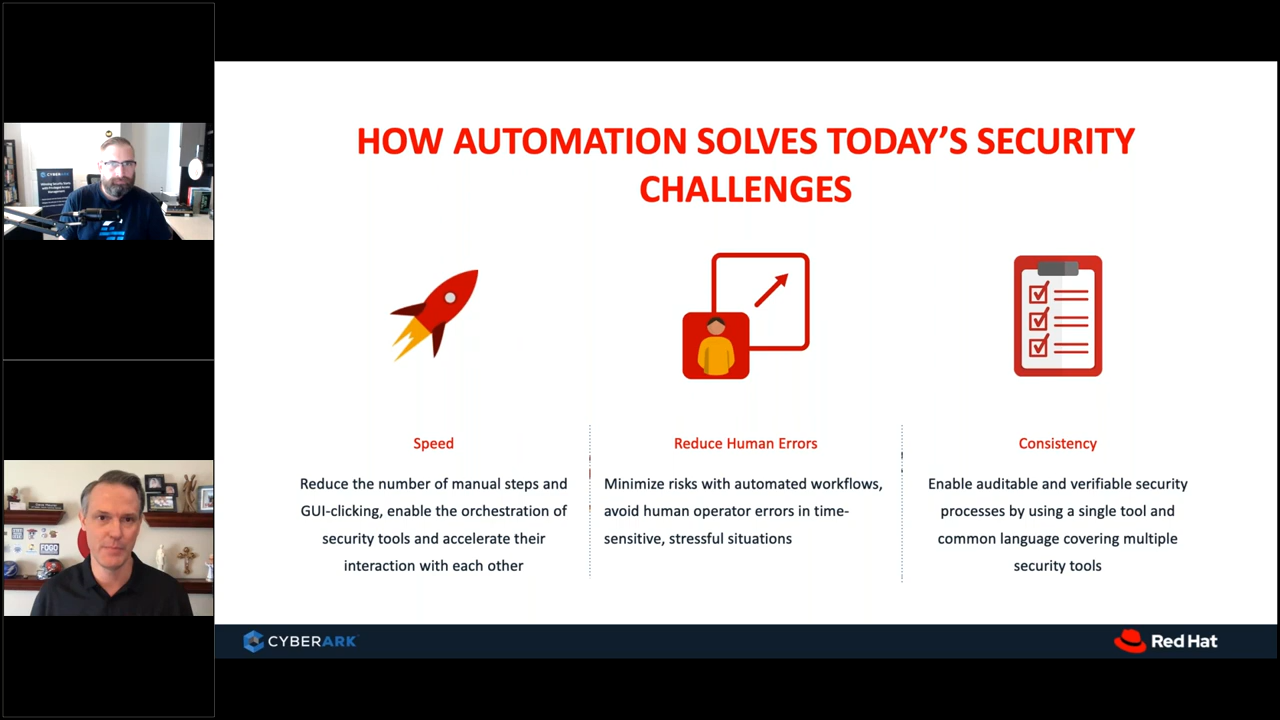 CYBERARK
HOW AUTOMATION SOLVES TODAY'S SECURITY
CHALLENGES
Speed
Reduce the number of manual steps and
GUI-clicking, enable the orchestration of
security tools and accelerate their
interaction with each other
Reduce Human Errors
Minimize risks with automated workflows,
avoid human operator errors in time-
sensitive, stressful situations
Consistency
Enable auditable and verifiable security
processes by using a single tool and
common language covering multiple
security tools
CYBERARK
Red Hat
FOGO